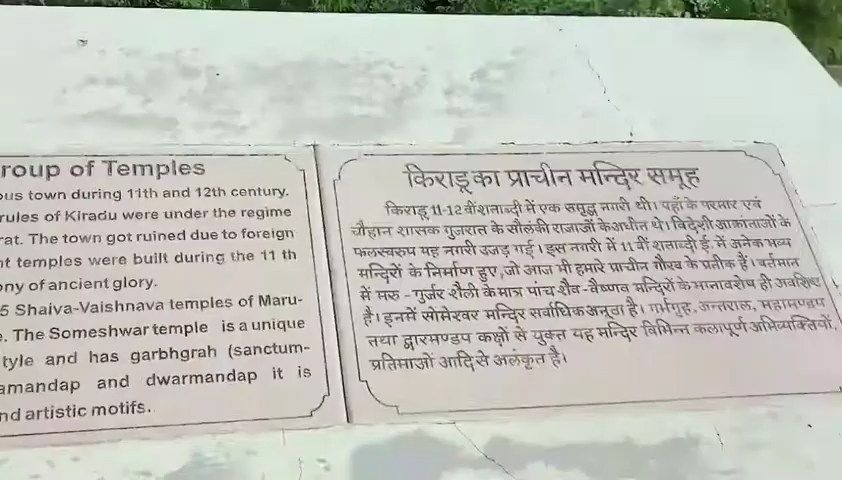 roup of Temples
ous town during 11th and 12th century.
rules of Kiradu were under the regime
rat. The town got ruined due to foreign
nt temples were built during the 11 th
ony of ancient glory.
5 Shaiva-Vaishnava temples of Maru-
e. The Someshwar temple is a unique
tyle and has garbhgrah (sanctum-
amandap and dwarmandap it is
nd artistic motifs.
किराडू का प्राचीन मन्दिर समूह
किराडू 11-12 वीं शताब्दी में एक समृद्ध नगरी थी। यहाँ के परमार एवं
चौहान शासक गुजरात के सौलंकी राजाओं के अधीन थे। विदेशी आक्रांताओं के
फलस्वरुप यह नगरी उजड़ गई। इस नगरी में 11 वीं शताब्दी ई. में अनेक भव्य
मन्दिरों के निर्माण हुए, जो आज भी हमारे प्राचीन गौरव के प्रतीक हैं। वर्तमान
में मरु - गुर्जर शैली के मात्र पांच शैव - वैष्णव मन्दिरों के भग्नावशेष ही अवशिष्ट
है। इनमें सोमेश्वर मन्दिर सर्वाधिक अनूठा है। गर्भगृह, अन्तराल, महामण्डप
तथा द्वारमण्डप कक्षों से युक्त यह मन्दिर विभिन्न कलापूर्ण अभिव्यक्तियों,
प्रतिमाओं आदि से अलंकृत है।